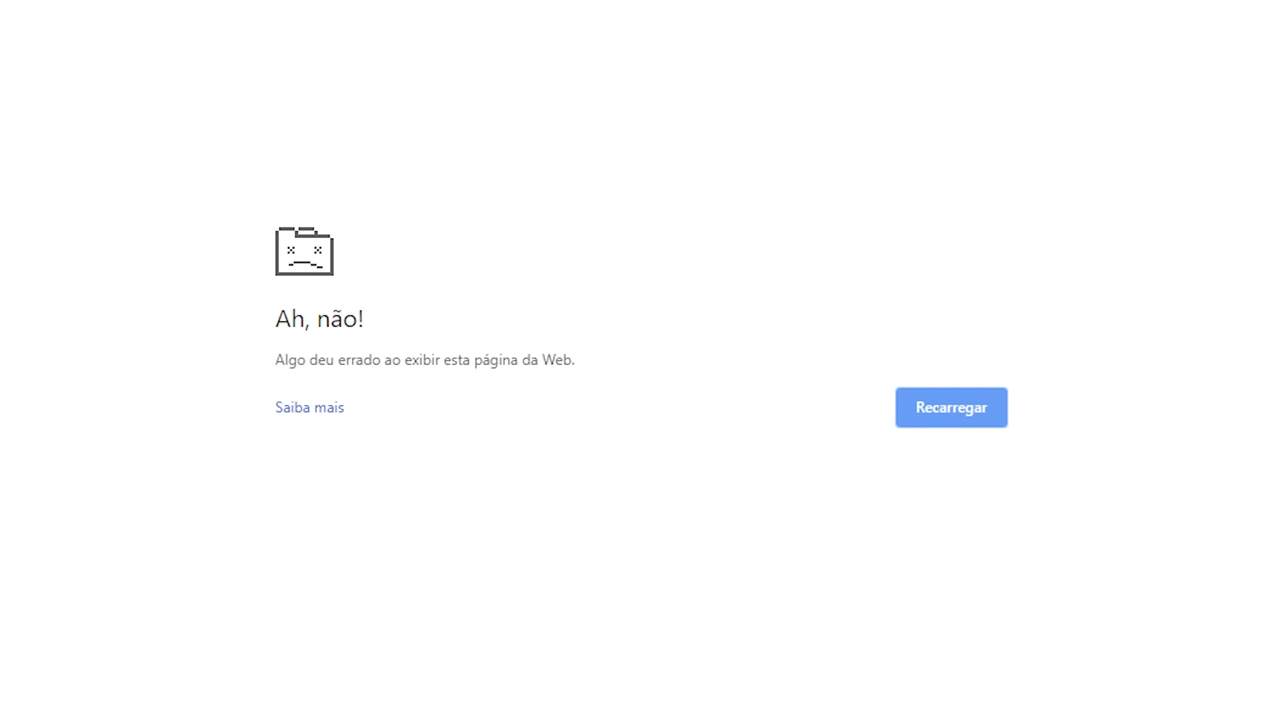 Ah, não!
Algo deu errado ao exibir esta página da Web.
Saiba mais
Recarregar